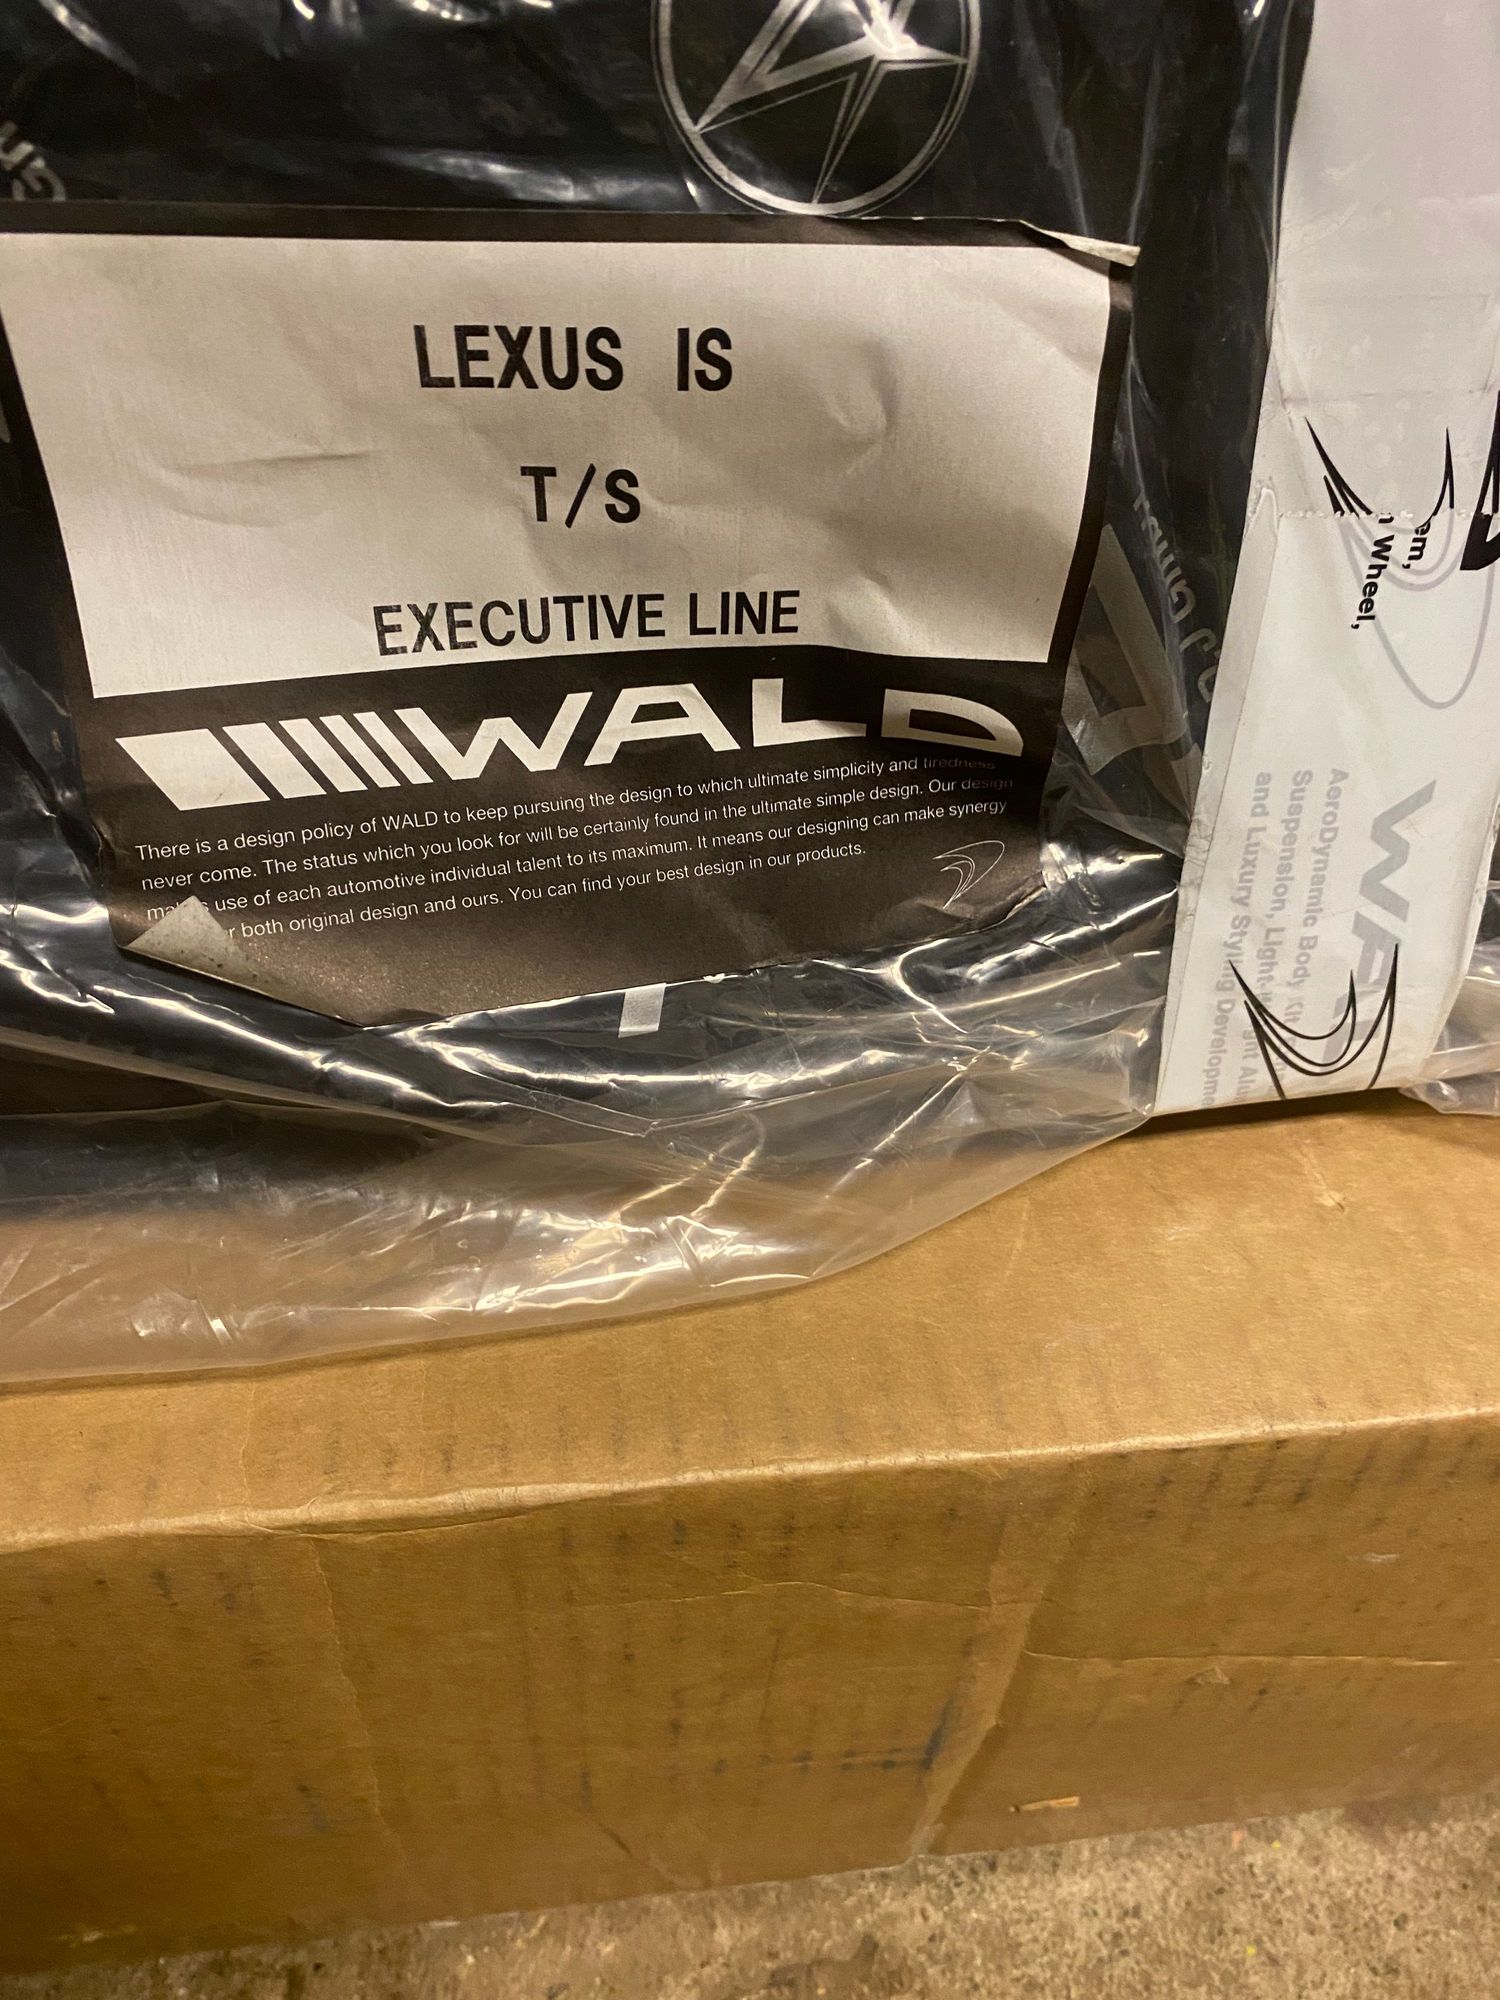 LEXUS IS
T/S
EXECUTIVE LINE
WALD
There is a design policy of WALD to keep pursuing the design to which ultimate simplicity and tiredness
never come. The status which you look for will be certainly found in the ultimate simple design. Our design
use of each automotive individual talent to its maximum. It means our designing can make synergy
both original design and ours. You can find your best design in our products.
Wheel,
WA
AeroDynamic Body
Suspension,
and Luxury Styling